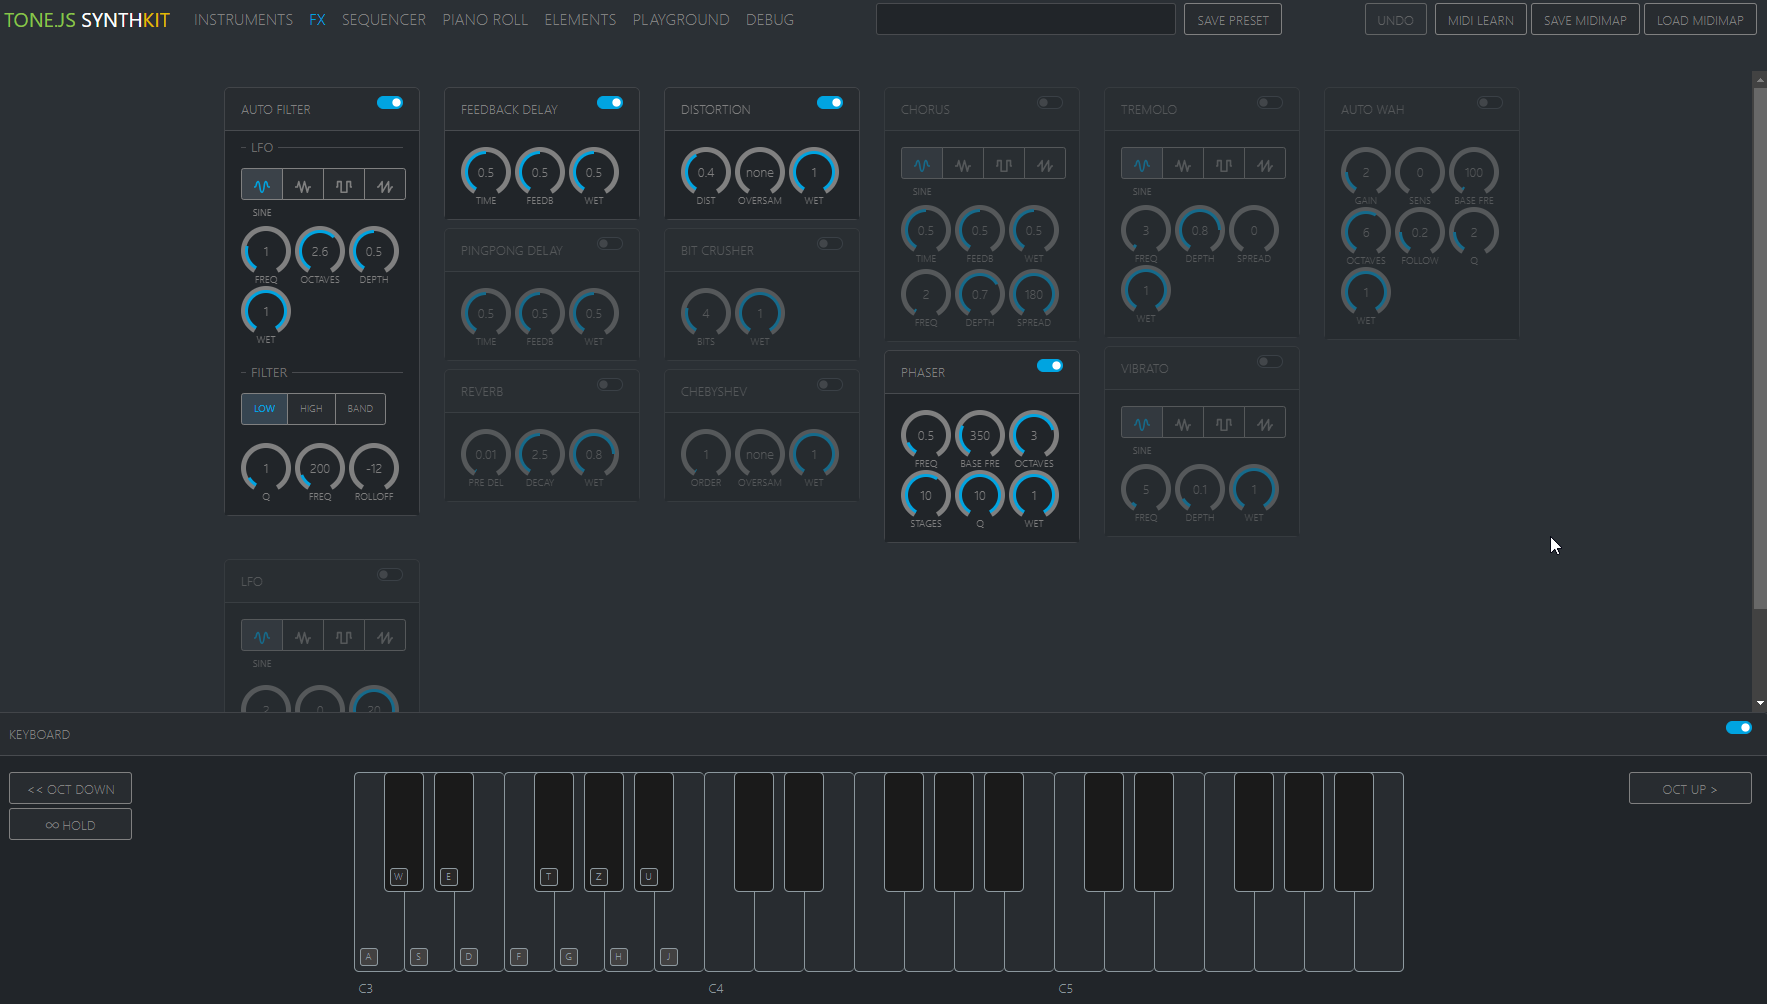 TONE.JS SYNTHKIT INSTRUMENTS FX SEQUENCER PIANO ROLL ELEMENTS PLAYGROUND DEBUG SAVE PRESET UNDO MIDI LEARN SAVE MIDIMAP LOAD MIDIMAP
AUTO FILTER
LFO
SINE
1 2.6 0.5
FREQ OCTAVES DEPTH
1
WET
FILTER
LOW HIGH BAND
1 200 -12
Q FREQ ROLLOFF
FEEDBACK DELAY
0.5 0.5 0.5
TIME FEEDB WET
PINGPONG DELAY
0.5 0.5 0.5
TIME FEEDB WET
REVERB
0.01 2.5 0.8
PRE DEL DECAY WET
DISTORTION
0.4 none 1
DIST OVERSAM WET
BIT CRUSHER
4 1
BITS WET
CHEBYSHEV
1 none 1
ORDER OVERSAM WET
CHORUS
SINE
0.5 0.5 0.5
TIME FEEDB WET
2 0.7 180
FREQ DEPTH SPREAD
PHASER
0.5 350 3
FREQ BASE FRE OCTAVES
10 10 1
STAGES Q WET
TREMOLO
SINE
3 0.8 0
FREQ DEPTH SPREAD
1
WET
VIBRATO
SINE
5 0.1 1
FREQ DEPTH WET
AUTO WAH
2 0 100
GAIN SENS BASE FRE
6 0.2 2
OCTAVES FOLLOW Q
1
WET
LFO
SINE
2 0 20
KEYBOARD
<< OCT DOWN
∞ HOLD
OCT UP >
W E T Z U
A S D F G H J
C3 C4 C5